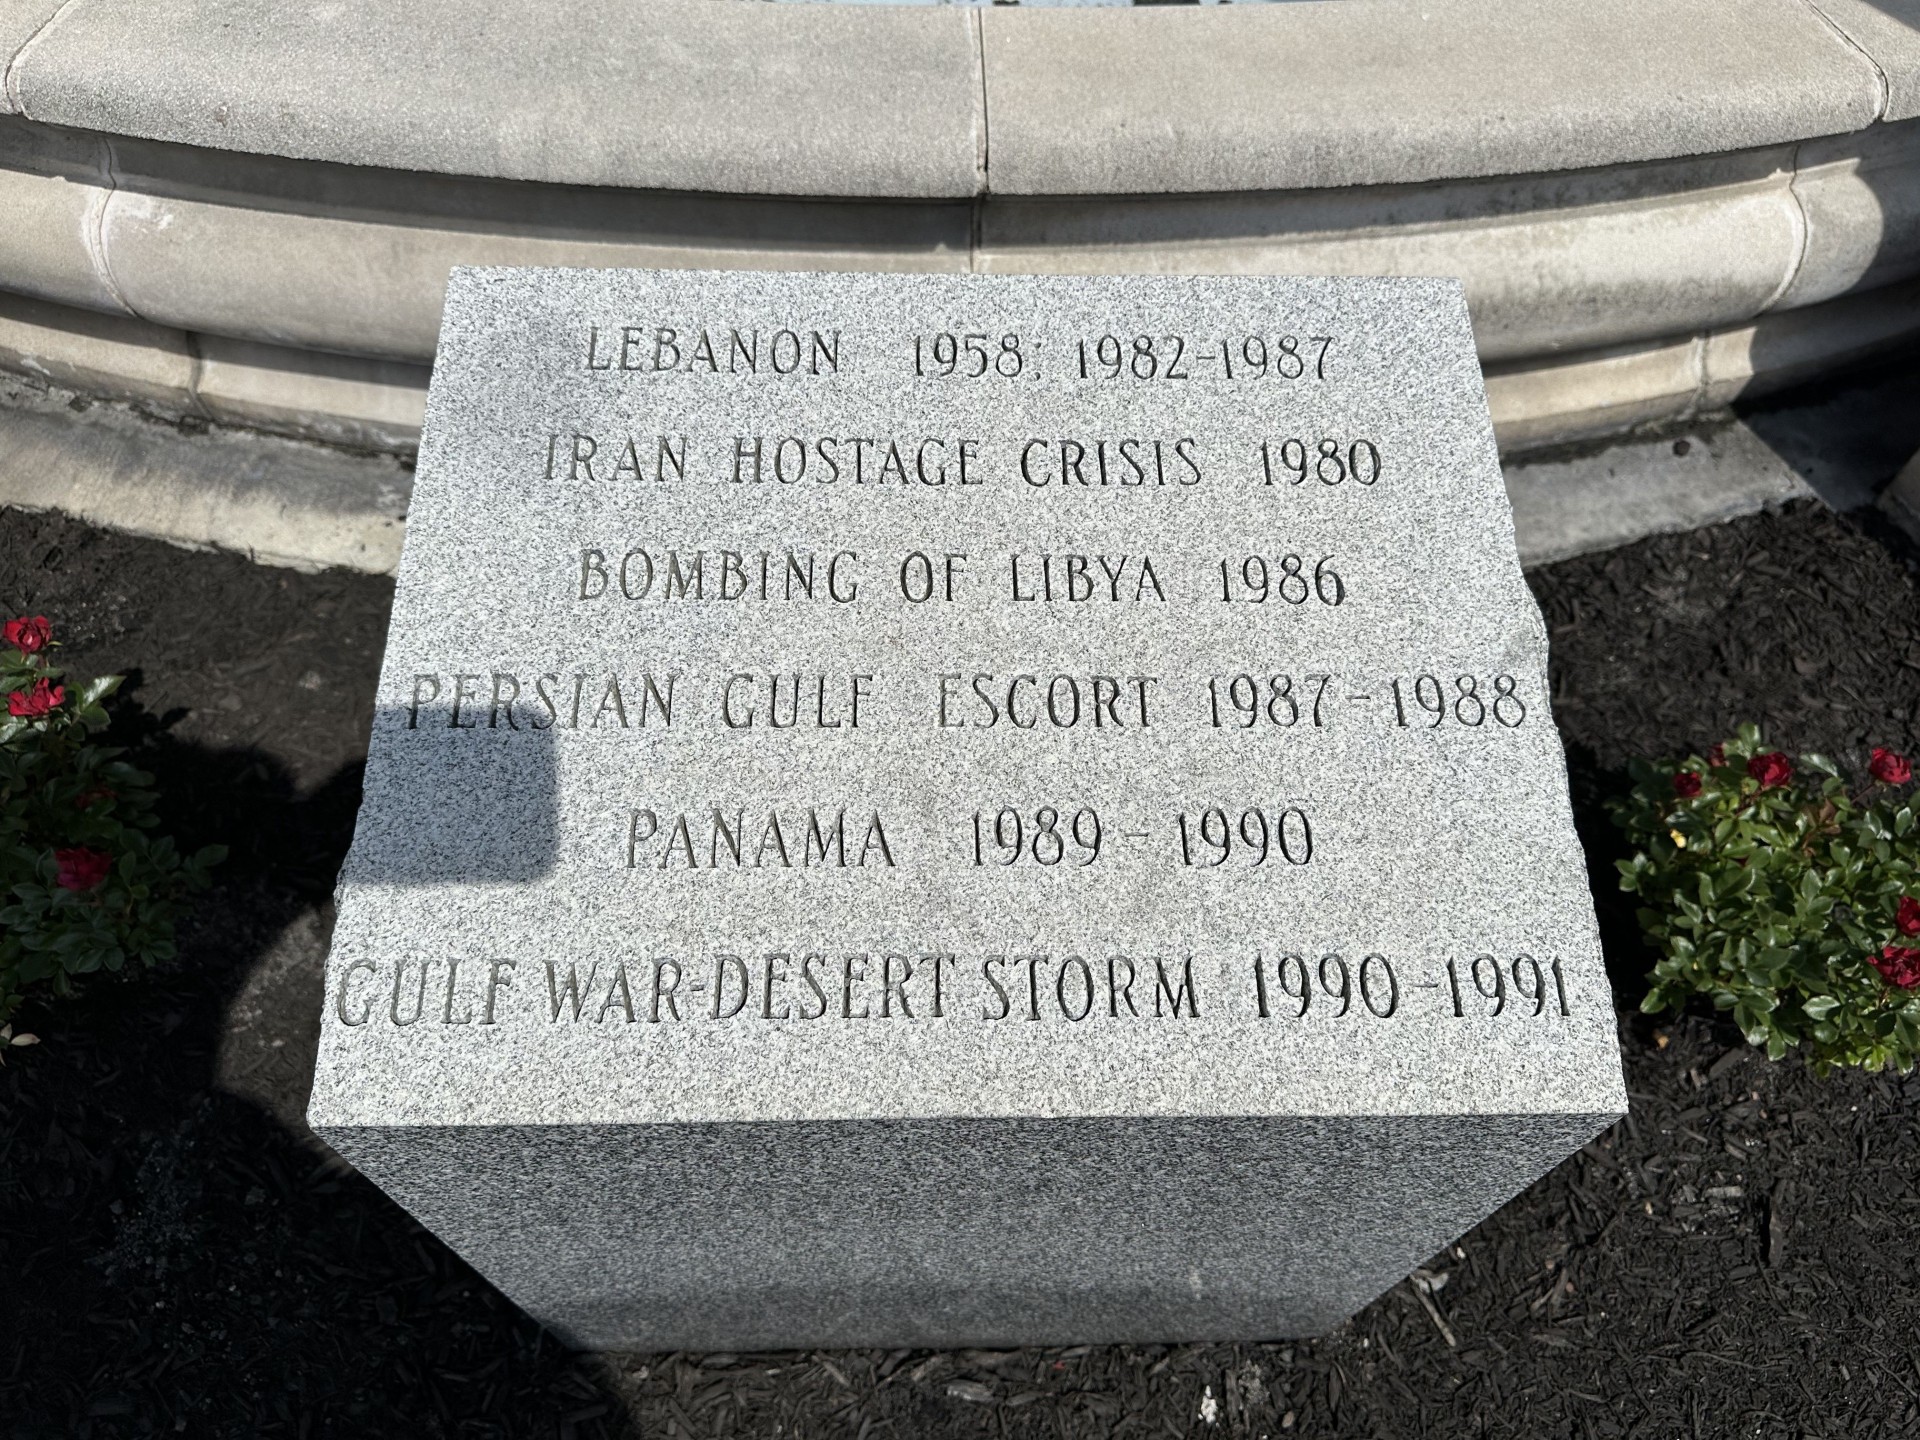 LEBANON 1958; 1982-1987
IRAN HOSTAGE CRISIS 1980
BOMBING OF LIBYA 1986
PERSIAN GULF ESCORT 1987-1988
PANAMA 1989-1990
GULF WAR-DESERT STORM 1990-1991